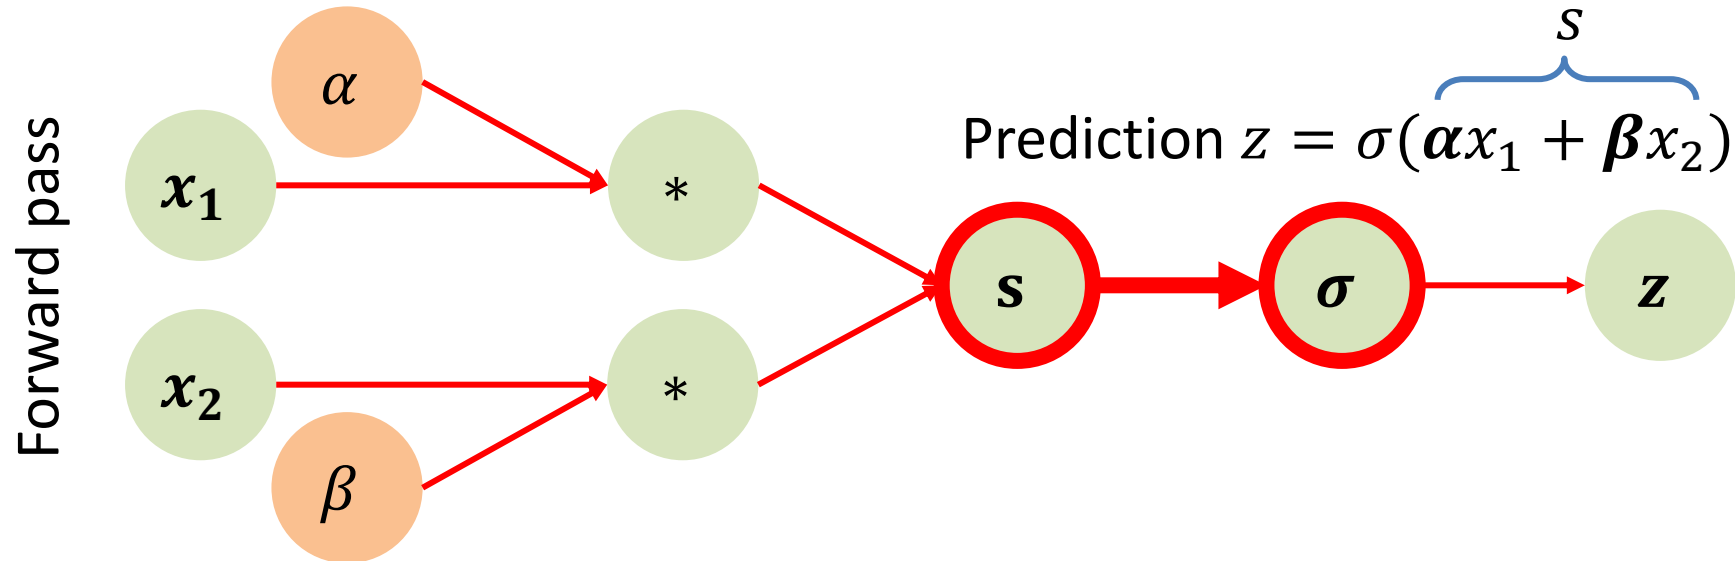 s
Prediction z = σ(αx₁ + βx₂)
Forward pass
α
x₁
*
s
σ
z
x₂
*
β